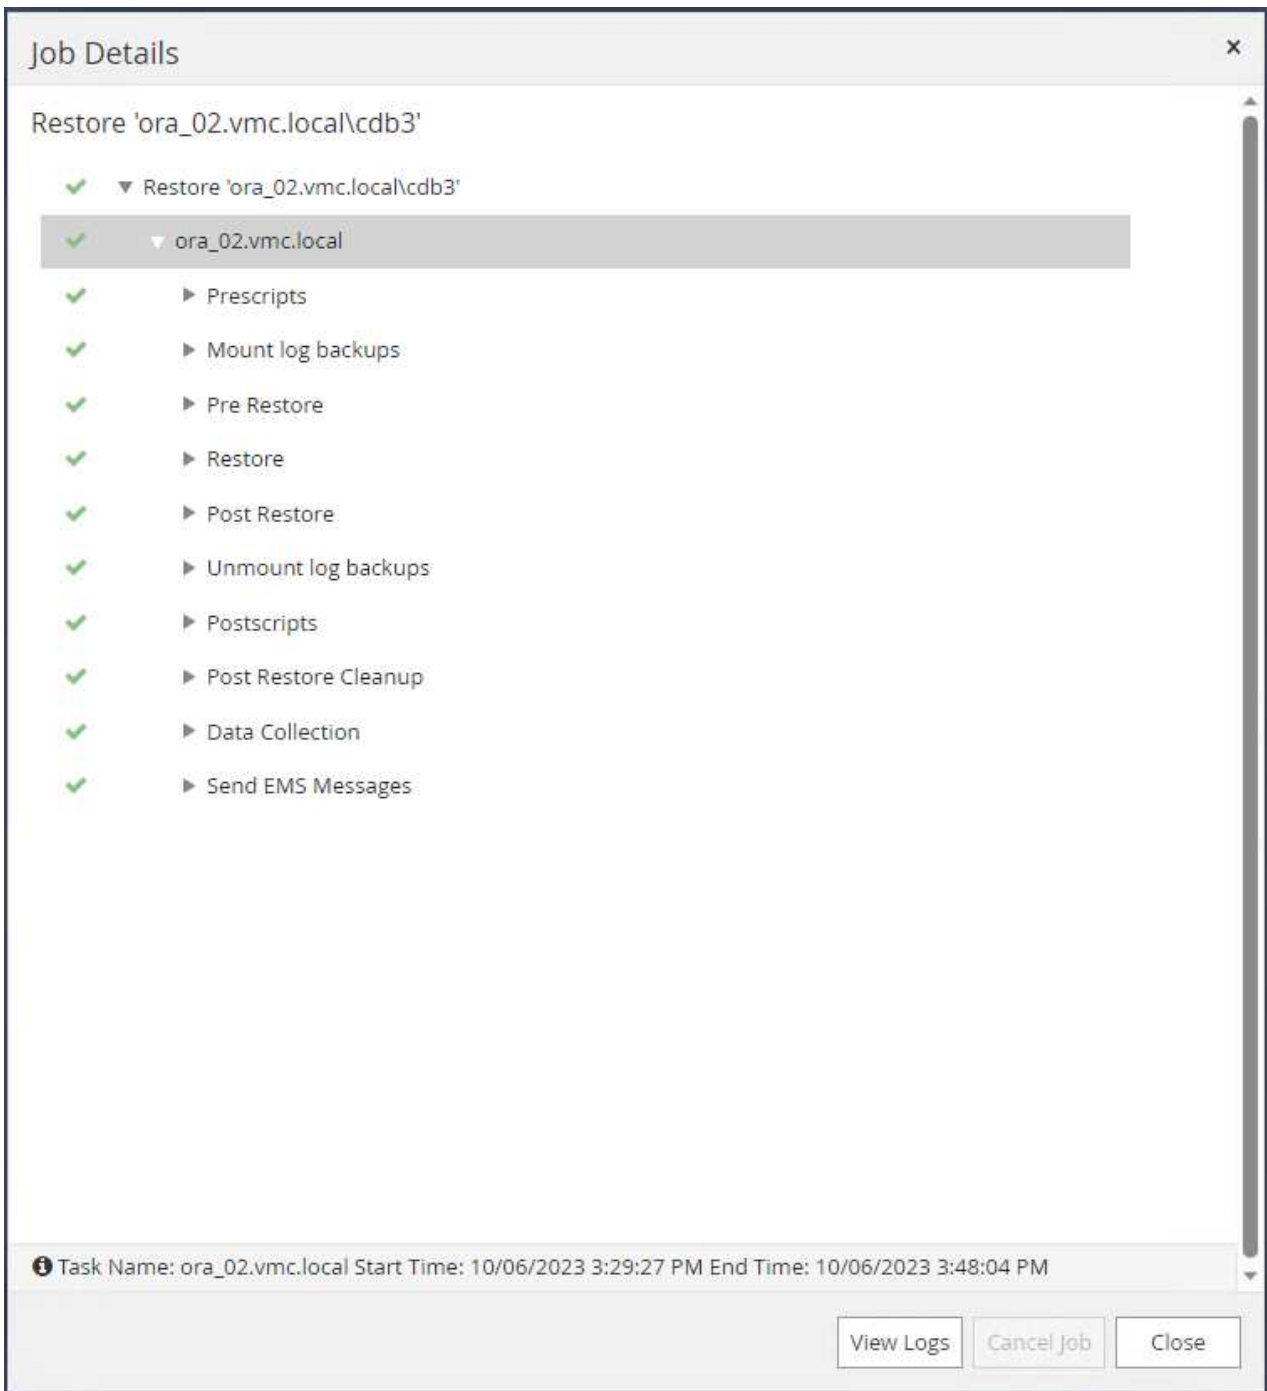 Job Details
Restore 'ora_02.vmc.local\cdb3'
Restore 'ora_02.vmc.local\cdb3'
ora_02.vmc.local
Prescripts
Mount log backups
Pre Restore
Restore
Post Restore
Unmount log backups
Postscripts
Post Restore Cleanup
Data Collection
Send EMS Messages
Task Name: ora_02.vmc.local Start Time: 10/06/2023 3:29:27 PM End Time: 10/06/2023 3:48:04 PM
View Logs Cancel Job Close